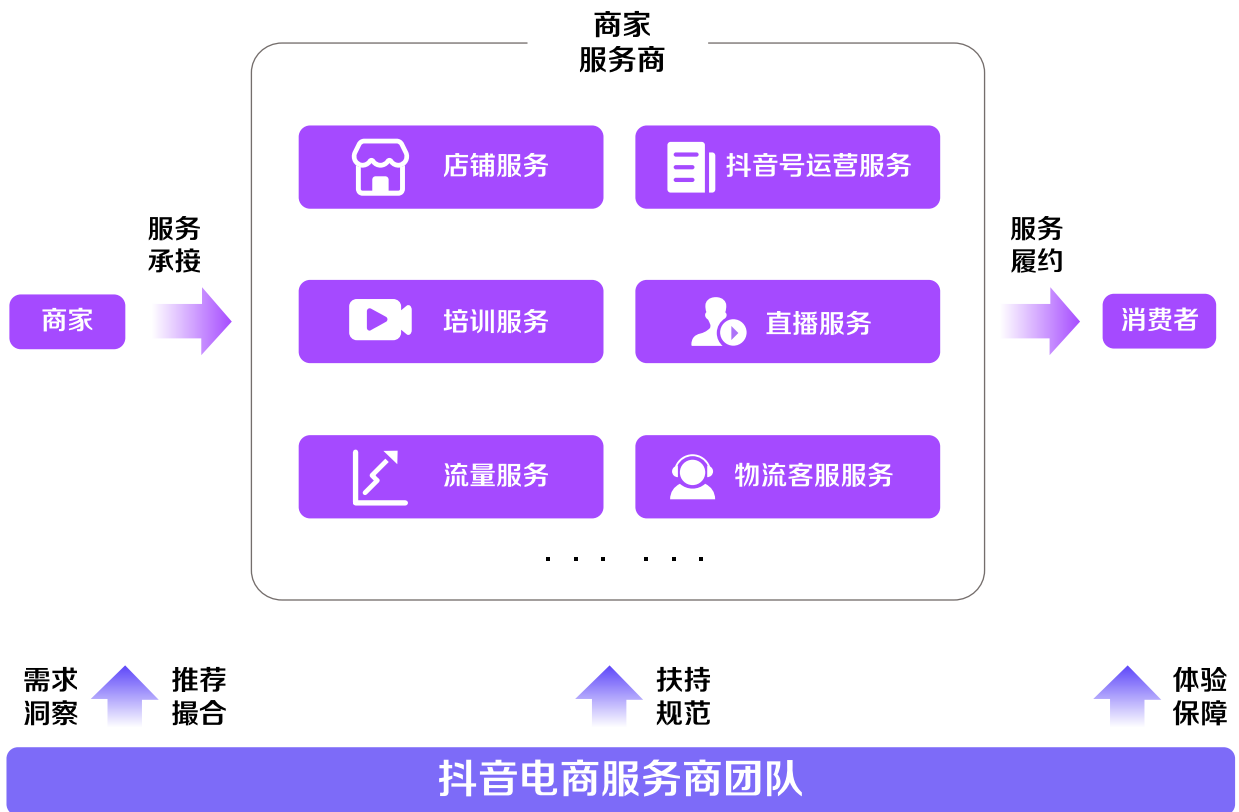 商家
服务商
店铺服务
抖音号运营服务
服务
承接
服务
履约
商家
培训服务
直播服务
消费者
流量服务
物流客服服务
... ...
需求
洞察
推荐
撮合
扶持
规范
体验
保障
抖音电商服务商团队